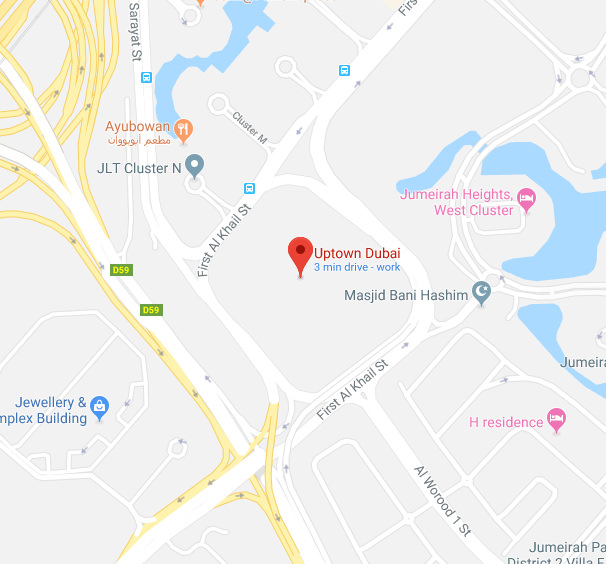 Sarayat St
First
Ayubowan
مطعم ايوبووان
Cluster M
JLT Cluster N
Jumeirah Heights,
West Cluster
First Al Khail St
Uptown Dubai
3 min drive - work
D59
Masjid Bani Hashim
D59
Jumeira
First Al Khail St
Jewellery &
mplex Building
H residence
Al Worood 1 St
Jumeirah Pa
District 2 Villa F